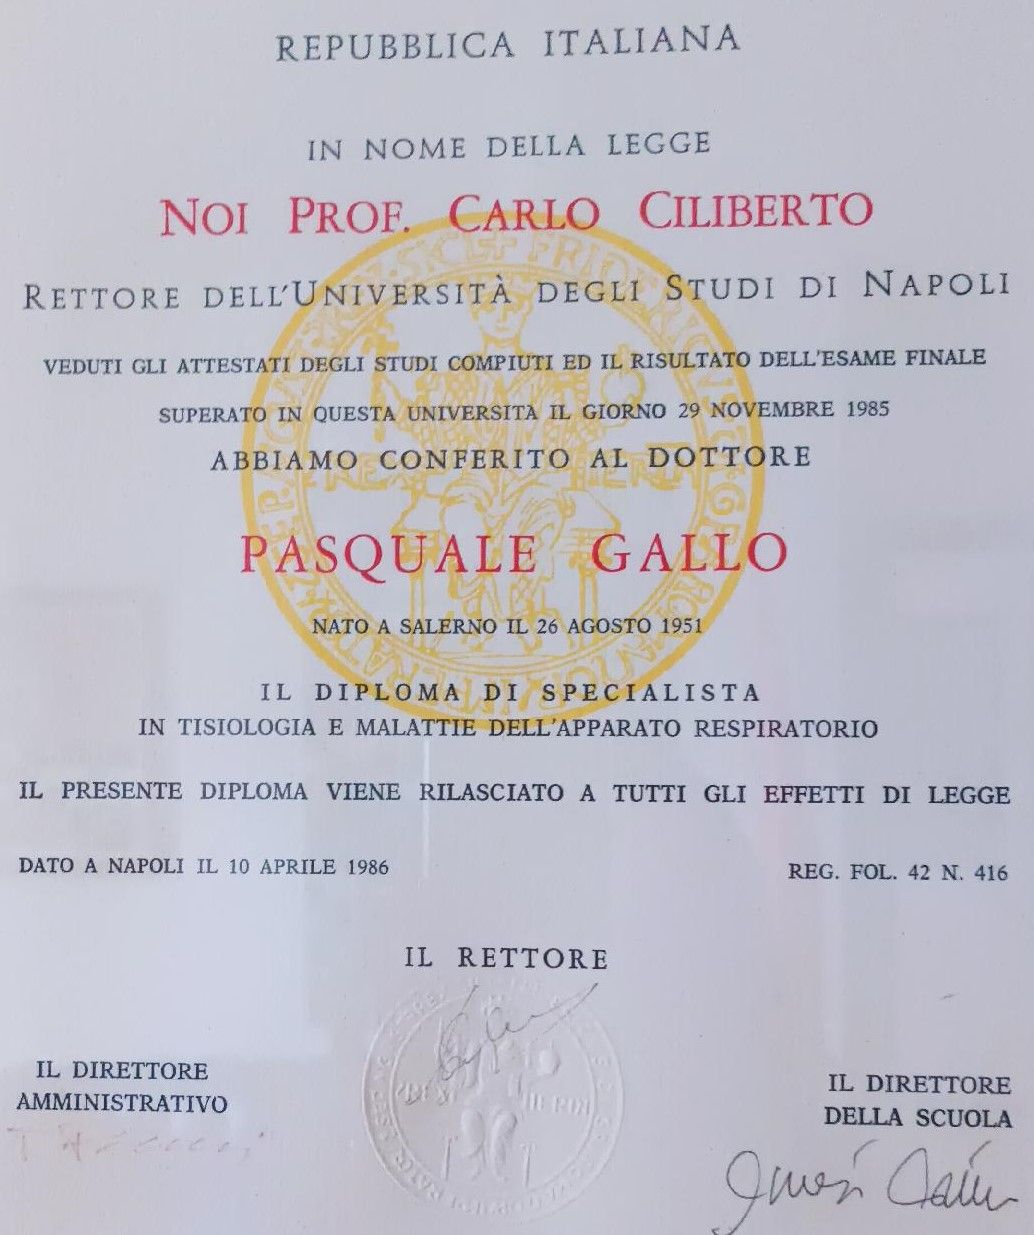 REPUBBLICA ITALIANA
IN NOME DELLA LEGGE
NOI PROF. CARLO CILIBERTO
RETTORE DELL'UNIVERSITÀ DEGLI STUDI DI NAPOLI
VEDUTI GLI ATTESTATI DEGLI STUDI COMPIUTI ED IL RISULTATO DELL'ESAME FINALE
SUPERATO IN QUESTA UNIVERSITA IL GIORNO 29 NOVEMBRE 1985
ABBIAMO CONFERITO AL DOTTORE
PASQUALE GALLO
NATO A SALERNO IL 26 AGOSTO 1951
IL DIPLOMA DI SPECIALISTA
IN TISIOLOGIA E MALATTIE DELL'APPARATO RESPIRATORIO
IL PRESENTE DIPLOMA VIENE RILASCIATO A TUTTI GLI EFFETTI DI LEGGE
DATO A NAPOLI IL 10 APRILE 1986
REG. FOL. 42 N. 416
IL RETTORE
IL DIRETTORE
AMMINISTRATIVO
IL DIRETTORE
DELLA SCUOLA